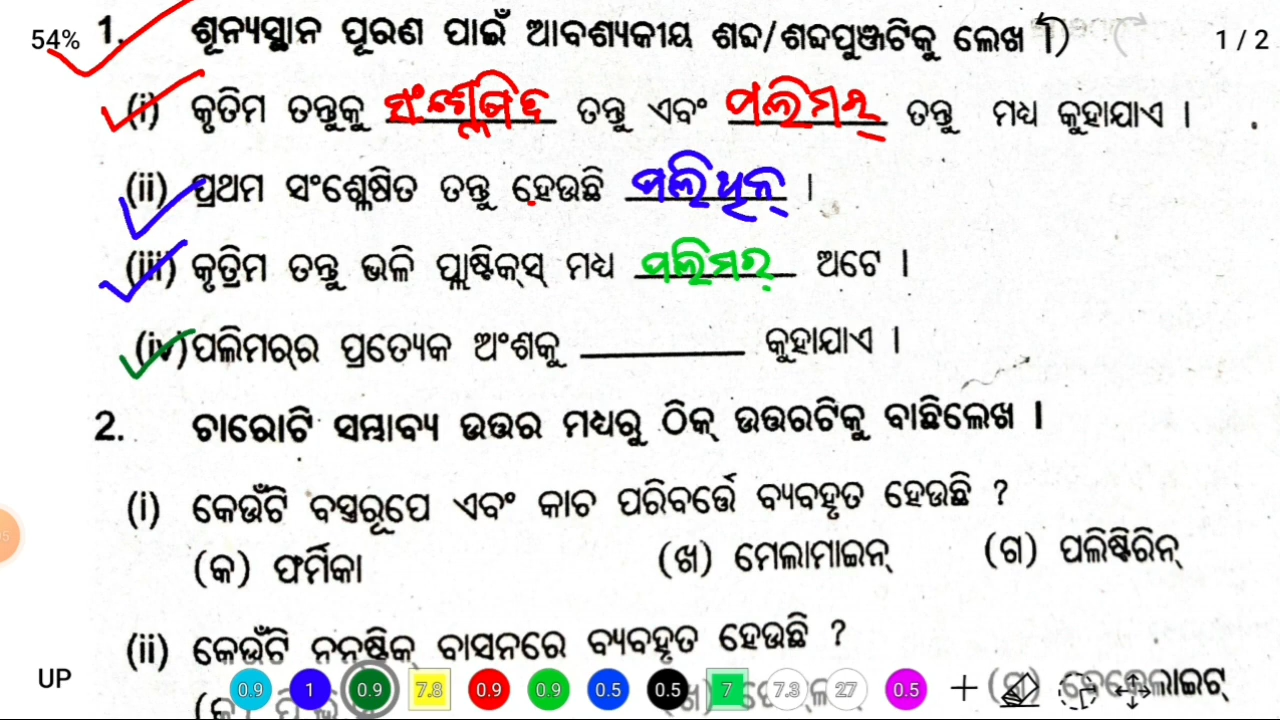 54% 1. ଶୂନ୍ୟସ୍ଥାନ ପୂରଣ ପାଇଁ ଆବଶ୍ୟକୀୟ ଶବ୍ଦ/ଶବ୍ଦପୁଞ୍ଜଟିକୁ ଲେଖ । 1 / 2
(i) କୃତିମ ତନ୍ତୁକୁ ସଂଶ୍ଳେଷିତ ତନ୍ତୁ ଏବଂ ପଲିମର୍ ତନ୍ତୁ ମଧ୍ୟ କୁହାଯାଏ ।
(ii) ପ୍ରଥମ ସଂଶ୍ଳେଷିତ ତନ୍ତୁ ହେଉଛି ପଲିଥିନ୍ ।
(iii) କୃତ୍ରିମ ତନ୍ତୁ ଭଳି ପ୍ଲାଷ୍ଟିକ୍‌ସ୍ ମଧ୍ୟ ପଲିମର୍ ଅଟେ ।
(iv) ପଲିମର୍‌ର ପ୍ରତ୍ୟେକ ଅଂଶକୁ ________ କୁହାଯାଏ ।
2. ଚାରୋଟି ସମ୍ଭାବ୍ୟ ଉତ୍ତର ମଧ୍ୟରୁ ଠିକ୍ ଉତ୍ତରଟିକୁ ବାଛିଲେଖ ।
(i) କେଉଁଟି ବସ୍ତ୍ରରୂପେ ଏବଂ କାଚ ପରିବର୍ତ୍ତେ ବ୍ୟବହୃତ ହେଉଛି ?
(କ) ଫର୍ମିକା (ଖ) ମେଲାମାଇନ୍ (ଗ) ପଲିଷ୍ଟିରିନ୍
(ii) କେଉଁଟି ନନଷ୍ଟିକ୍ ବାସନରେ ବ୍ୟବହୃତ ହେଉଛି ?
UP 0.9 1 0.9 7.8 0.9 0.9 0.5 0.5 7 7.3 27 0.5